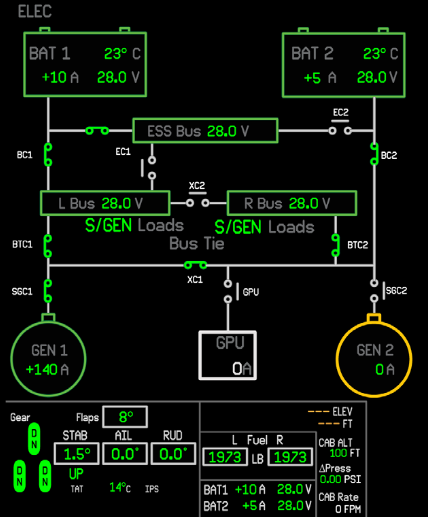 ELEC
BAT 1 23° C
+10 A 28.0 V
BAT 2 23° C
+5 A 28.0 V
EC2
ESS Bus 28.0 V
BC1
EC1
BC2
XC2
L Bus 28.0 V
R Bus 28.0 V
S/GEN Loads
S/GEN Loads
Bus Tie
BTC1
BTC2
XC1
SGC1
GPU
SGC2
GEN 1
+140 A
GPU
0A
GEN 2
0 A
Gear
Flaps 8°
--- ELEV
--- FT
DN
STAB AIL RUD
1.5° 0.0° 0.0°
L Fuel R
1973 LB 1973
CAB ALT
100 FT
DN DN
UP
TAT 14°C IPS
ΔPress
0.00 PSI
BAT1 +10 A 28.0 V
BAT2 +5 A 28.0 V
CAB Rate
0 FPM